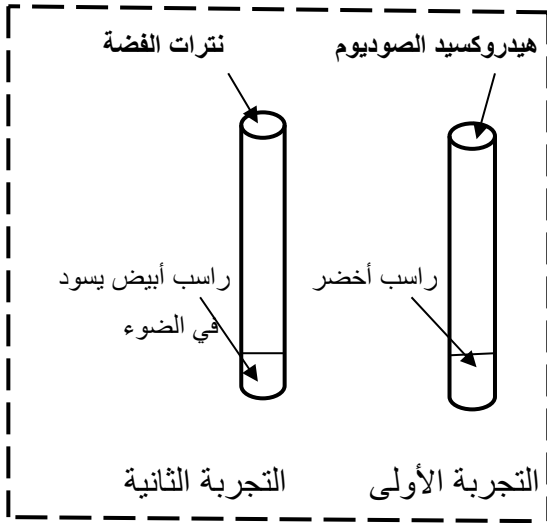 هيدروكسيد الصوديوم
نترات الفضة
راسب أخضر
راسب أبيض يسود
في الضوء
التجربة الأولى
التجربة الثانية